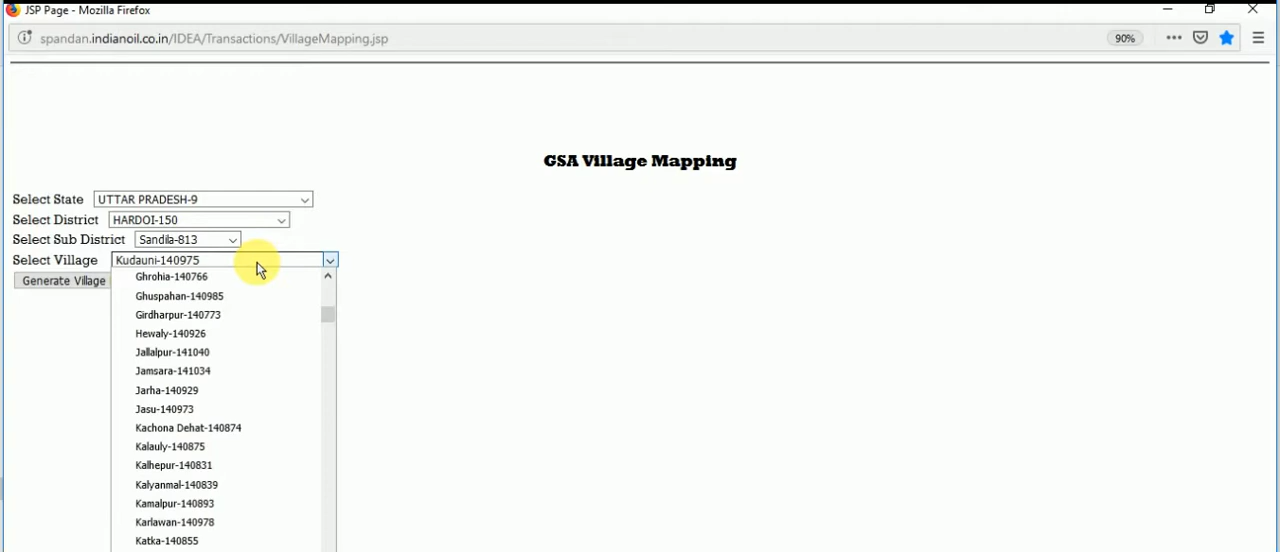 JSP Page - Mozilla Firefox
spandan.indianoil.co.in/IDEA/Transactions/VillageMapping.jsp
90%
GSA Village Mapping
Select State UTTAR PRADESH-9
Select District HARDOI-150
Select Sub District Sandila-813
Select Village Kudauni-140975
Generate Village
Ghrohia-140766
Ghuspahan-140985
Girdharpur-140773
Hewaly-140926
Jallalpur-141040
Jamsara-141034
Jarha-140929
Jasu-140973
Kachona Dehat-140874
Kalauly-140875
Kalhepur-140831
Kalyanmal-140839
Kamalpur-140893
Karlawan-140978
Katka-140855